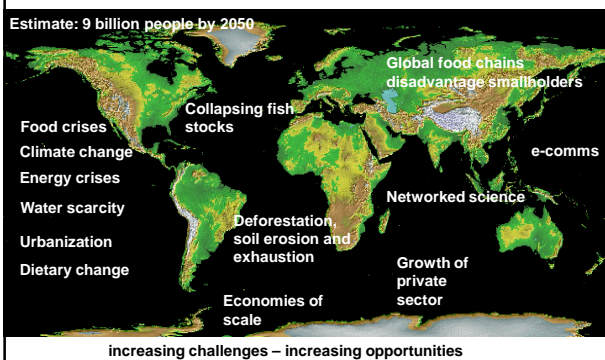 Estimate: 9 billion people by 2050
Global food chains
disadvantage smallholders
Collapsing fish
stocks
Food crises
Climate change
Energy crises
Water scarcity
Urbanization
Dietary change
e-comms
Networked science
Deforestation,
soil erosion and
exhaustion
Growth of
private
sector
Economies of
scale
increasing challenges – increasing opportunities